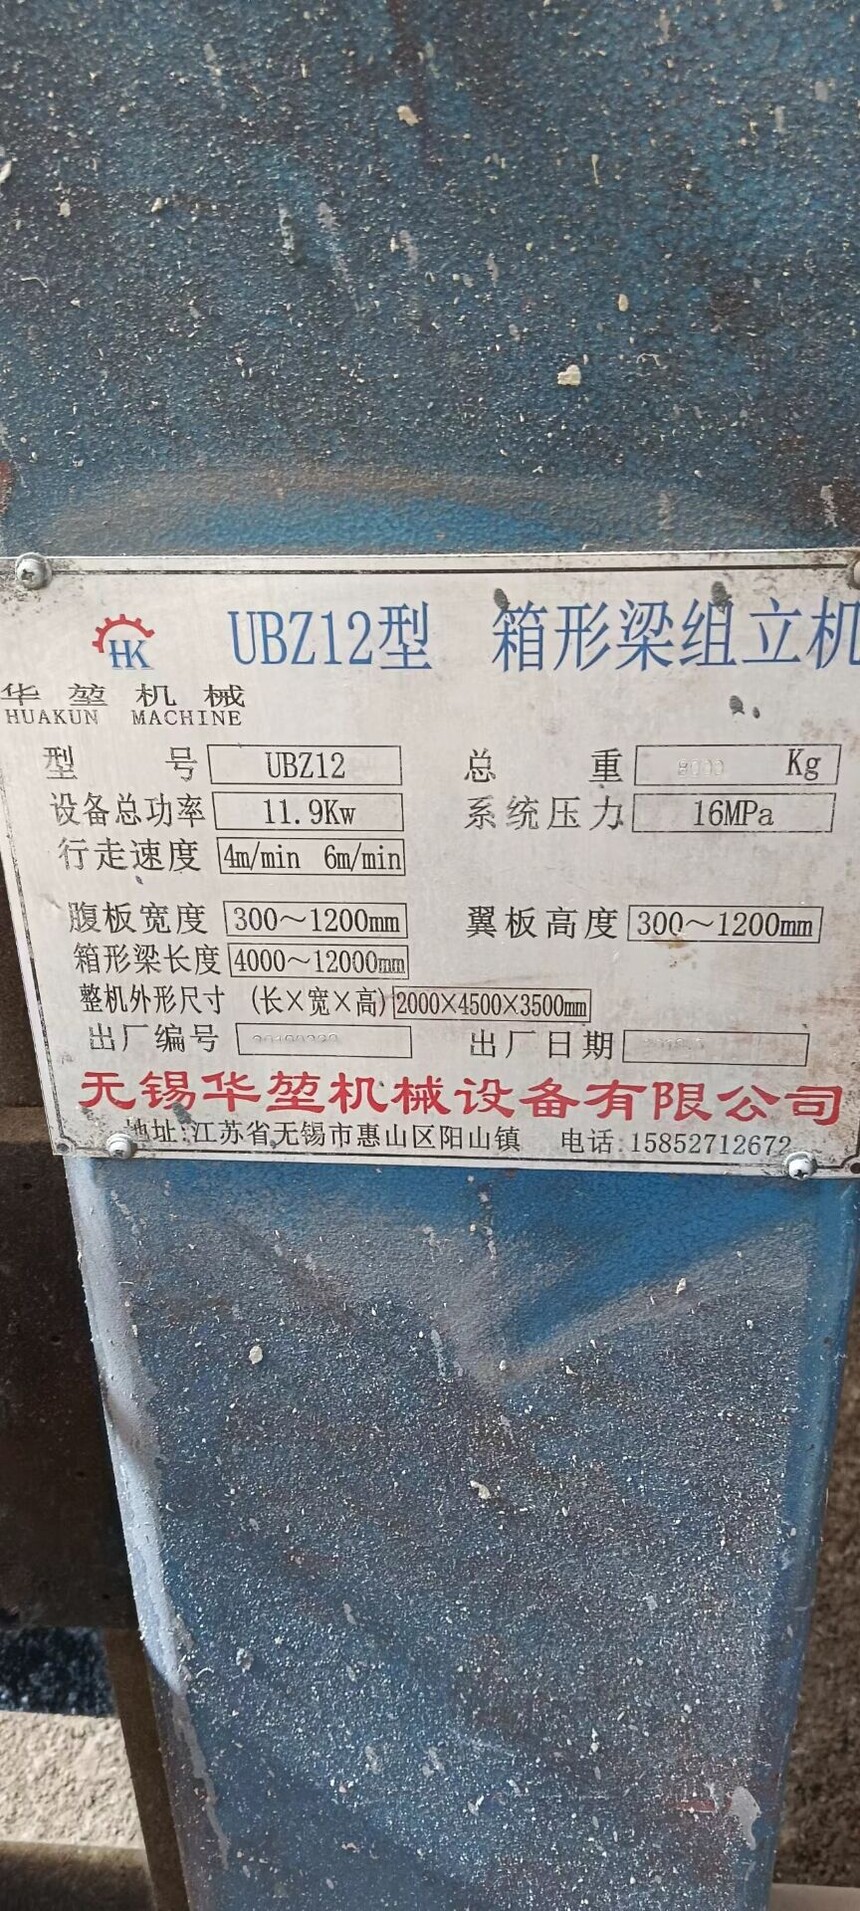 UBZ12型 箱形梁组立机
HK
华堃机械
HUAKUN MACHINE
型号 UBZ12 总重 Kg
设备总功率 11.9Kw 系统压力 16MPa
行走速度 4m/min 6m/min
腹板宽度 300～1200mm 翼板高度 300～1200mm
箱形梁长度 4000～12000mm
整机外形尺寸 (长×宽×高) 2000×4500×3500mm
出厂编号 出厂日期
无锡华堃机械设备有限公司
地址:江苏省无锡市惠山区阳山镇 电话:15852712672